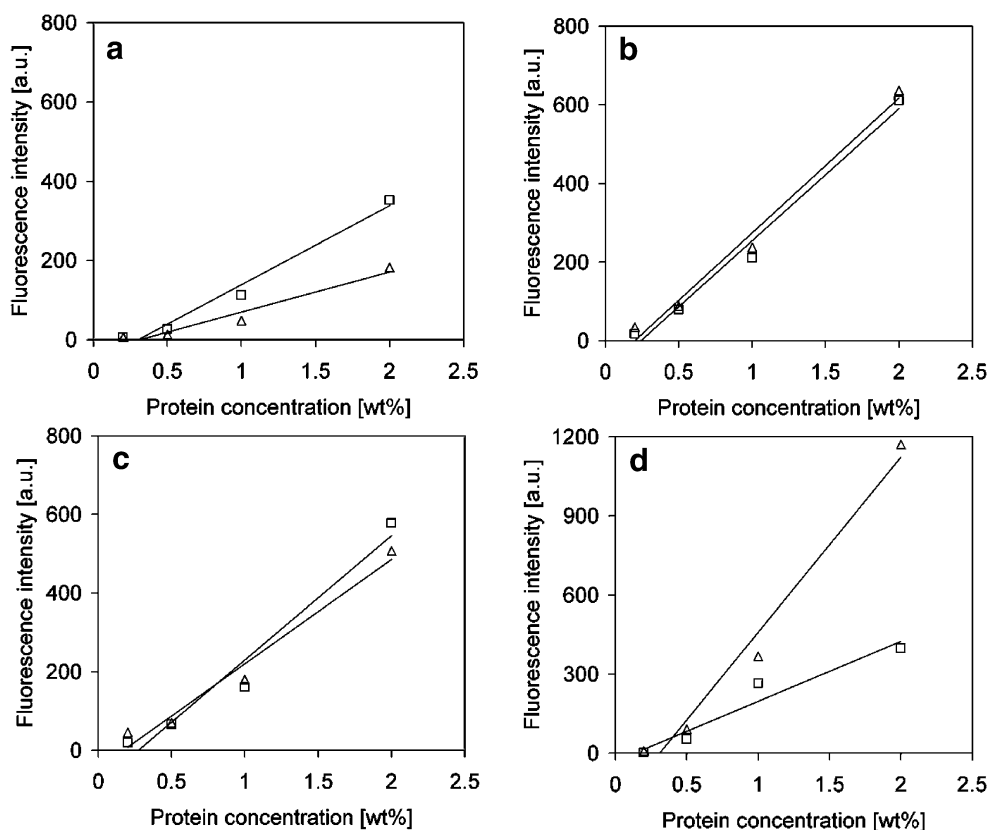 a
Fluorescence intensity [a.u.]
800
600
400
200
0
0 0.5 1 1.5 2 2.5
Protein concentration [wt%]
b
Fluorescence intensity [a.u.]
800
600
400
200
0
0 0.5 1 1.5 2 2.5
Protein concentration [wt%]
c
Fluorescence intensity [a.u.]
800
600
400
200
0
0 0.5 1 1.5 2 2.5
Protein concentration [wt%]
d
Fluorescence intensity [a.u.]
1200
900
600
300
0
0 0.5 1 1.5 2 2.5
Protein concentration [wt%]